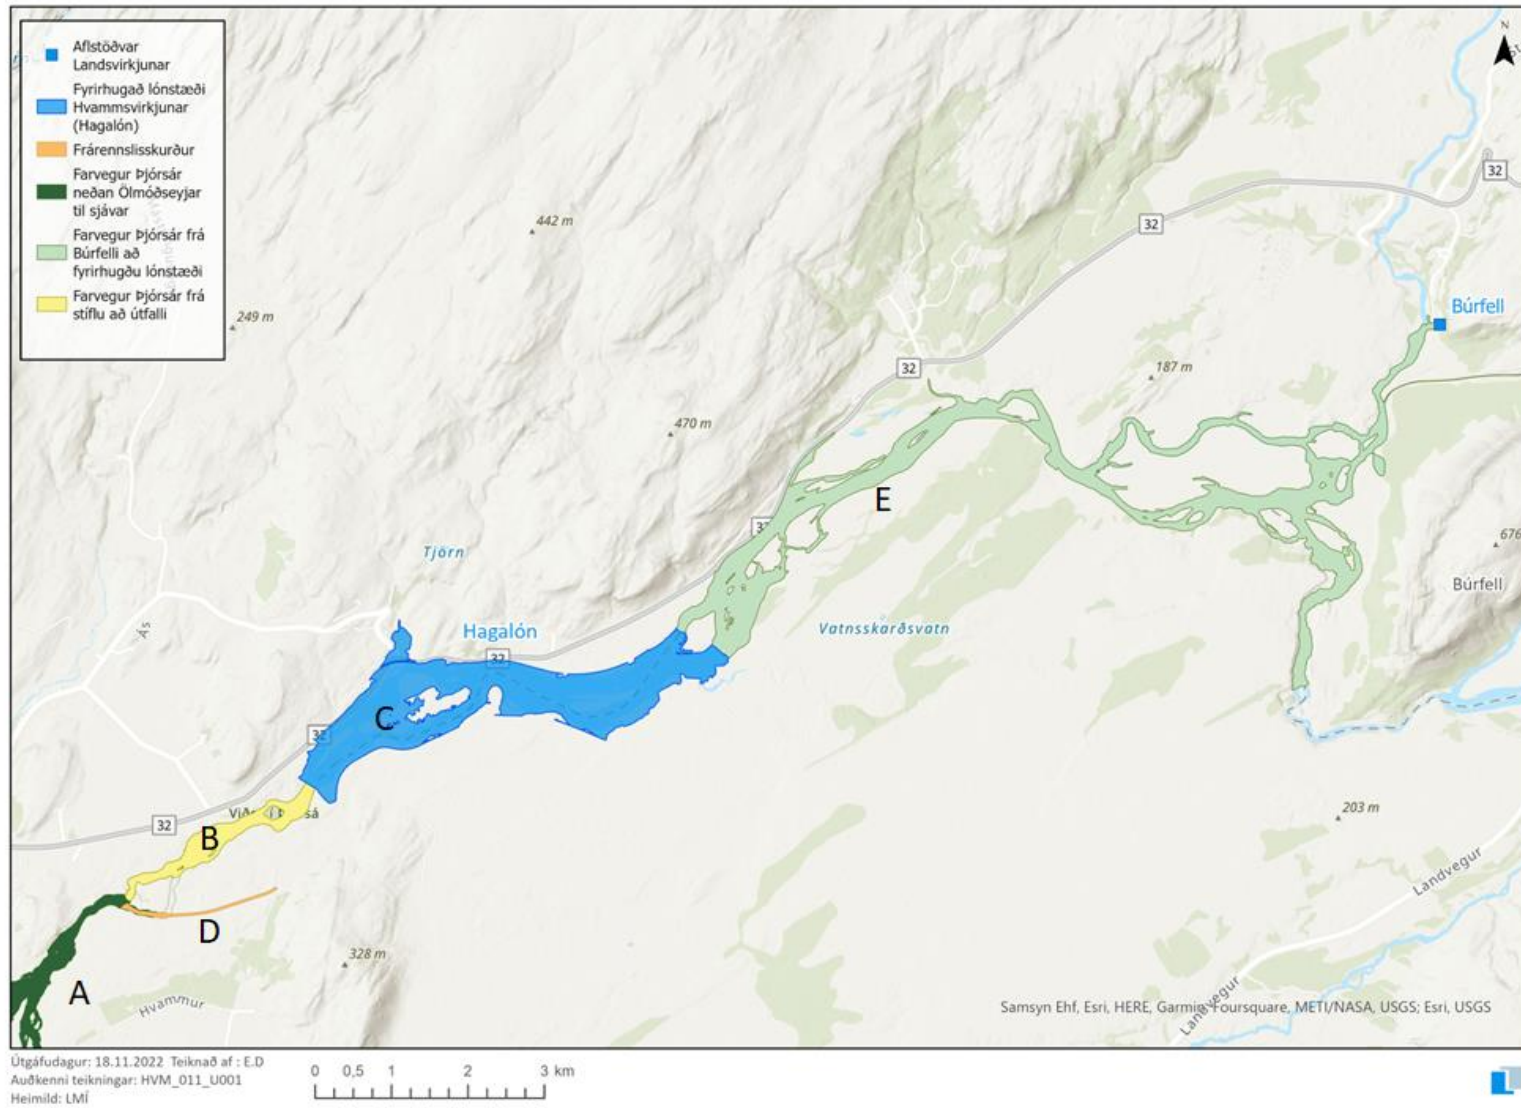 Aflstöðvar
Landsvirkjunar
Fyrirhugað lónstæði
Hvammsvirkjunar
(Hagalón)
Frárennslisskurður
Farvegur Þjórsár
neðan Ölmóðseyjar
til sjávar
Farvegur Þjórsár frá
Búrfelli að
fyrirhugðu lónstæði
Farvegur Þjórsár frá
stíflu að útfalli
N
32
32
442 m
249 m
Búrfell
187 m
32
470 m
E
32
676
Tjörn
Búrfell
Ás
Hagalón
Vatnsskarðsvatn
32
C
32
203 m
B
32
Landvegur
D
328 m
A
Hvammur
Landvegur
Samsyn Ehf, Esri, HERE, Garmin, Foursquare, METI/NASA, USGS; Esri, USGS
Útgáfudagur: 18.11.2022 Teiknað af : E.D
Auðkenni teikningar: HVM_011_U001
Heimild: LMÍ
0 0,5 1 2 3 km